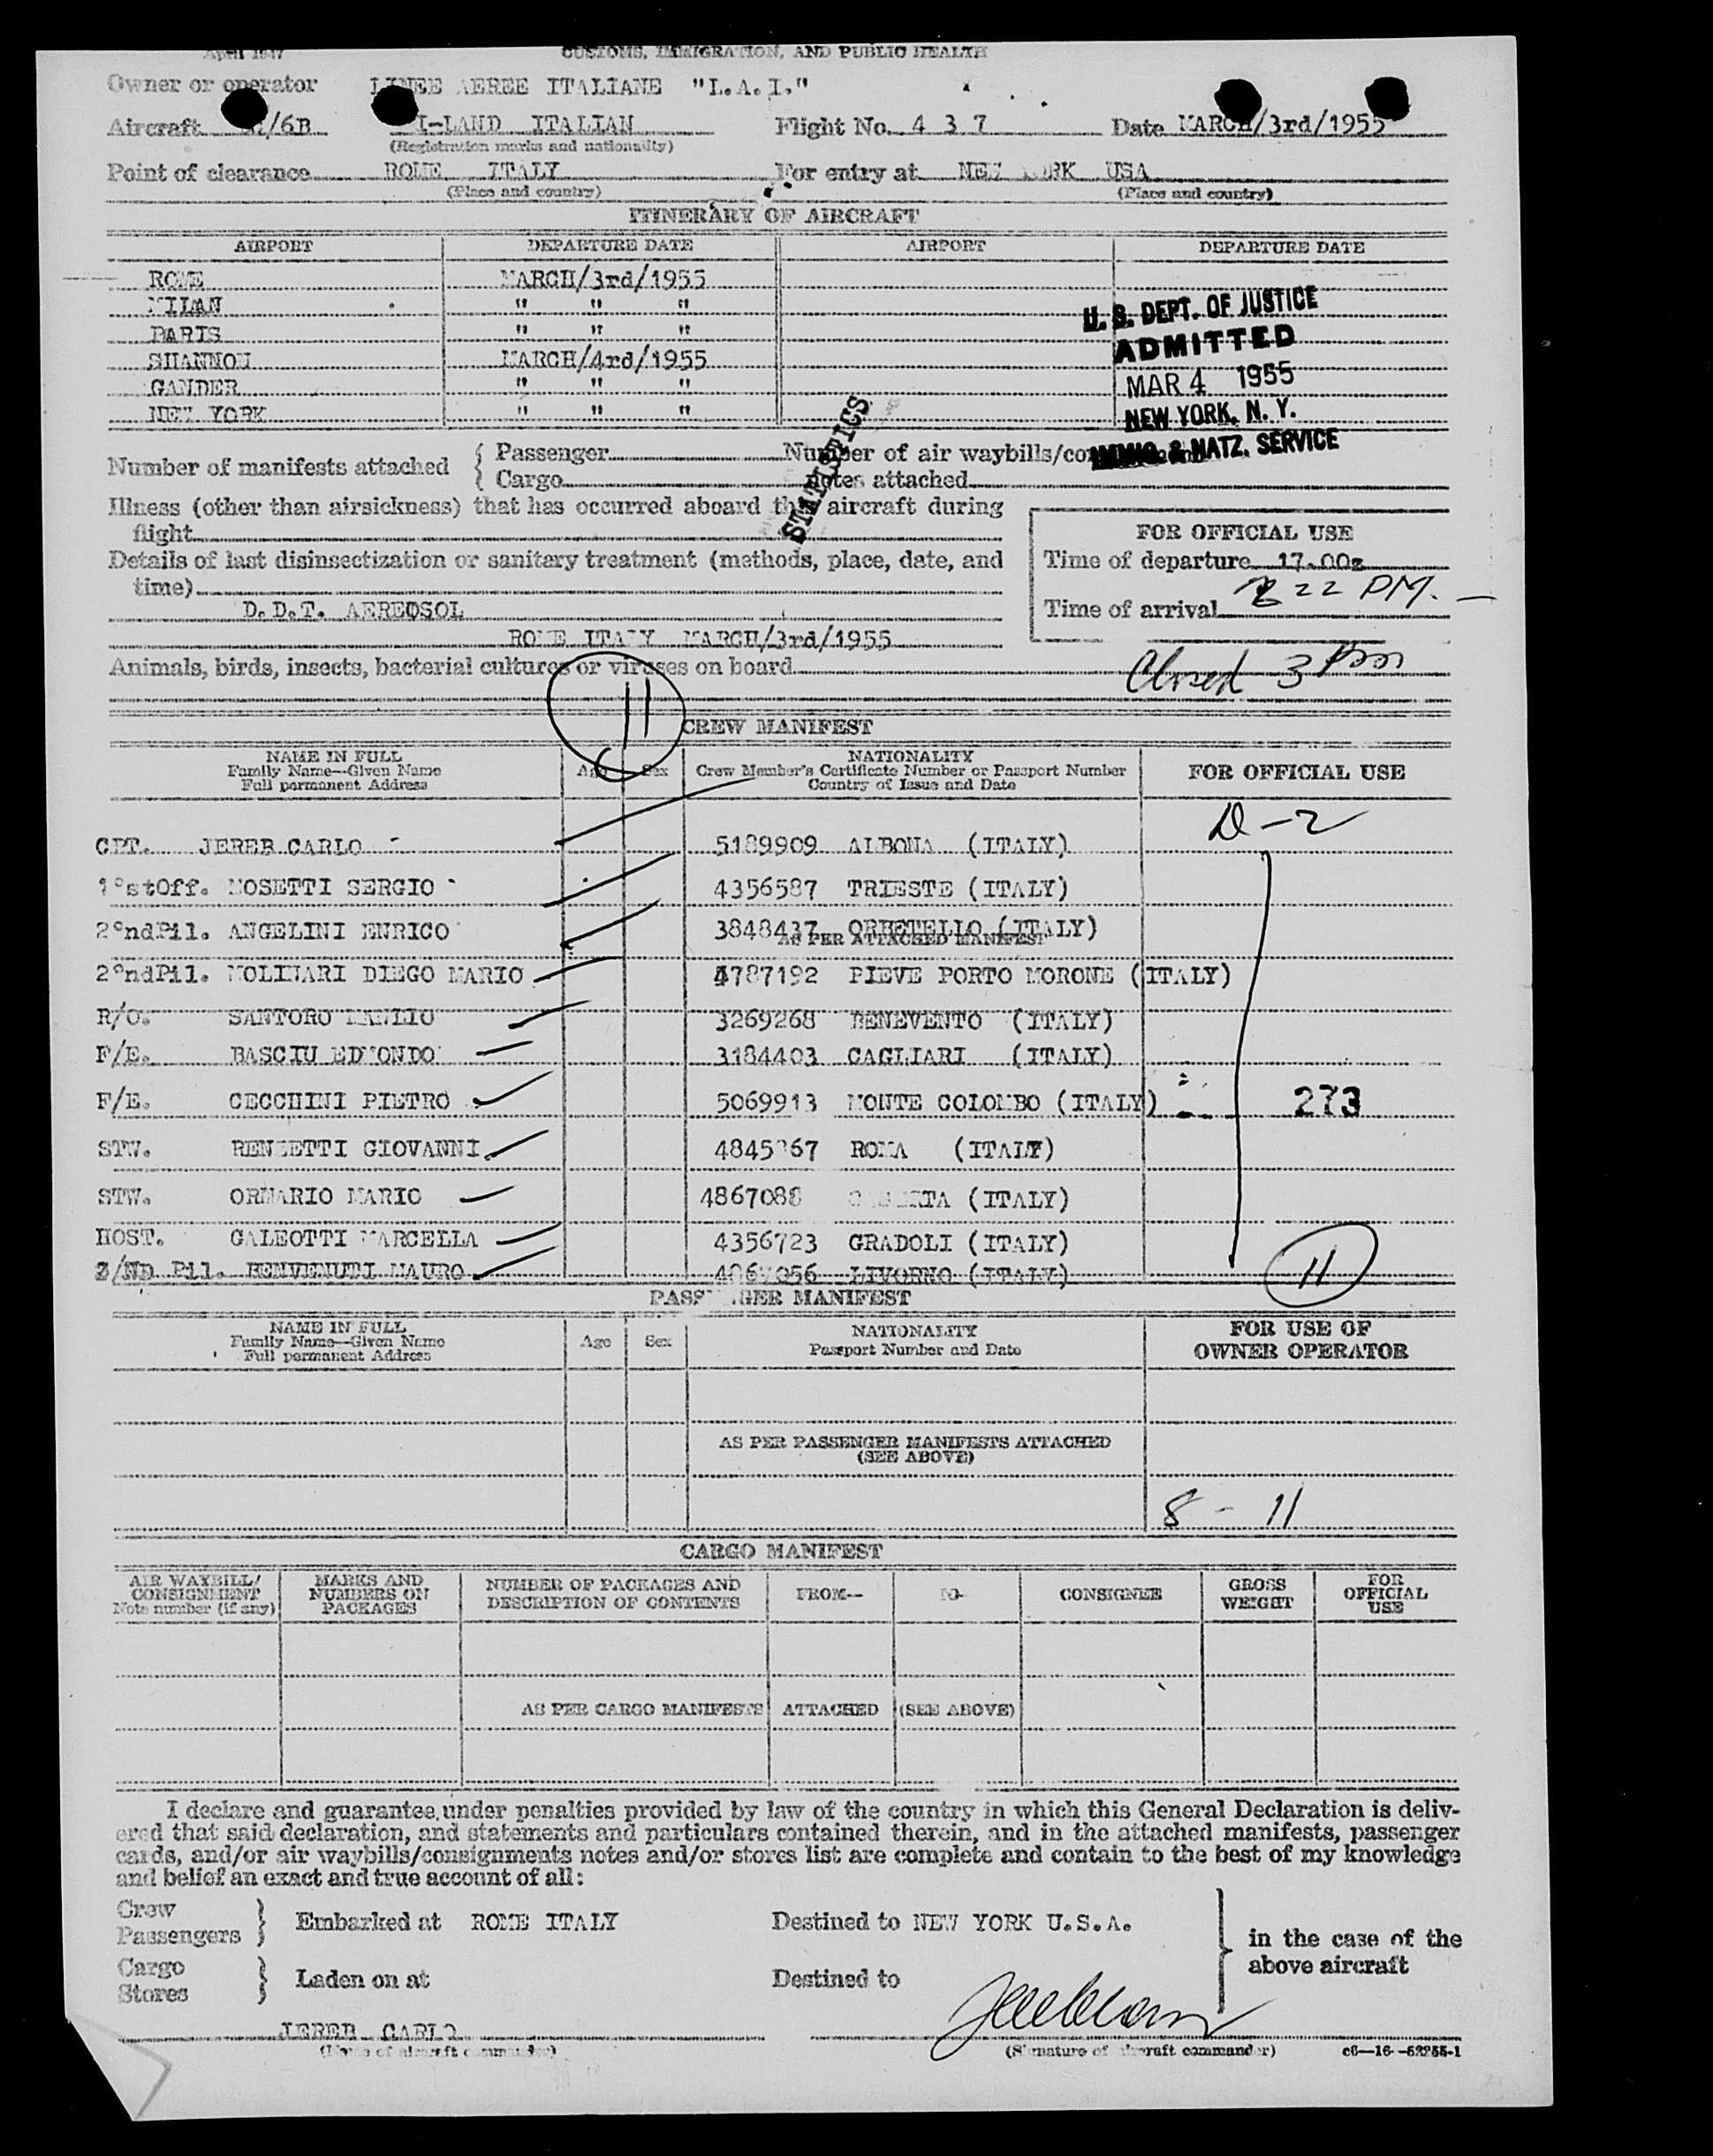 April 1947 CUSTOMS, IMMIGRATION, AND PUBLIC HEALTH
Owner or operator LINEE AEREE ITALIANE "L.A.I."
Aircraft /6B I-LAND ITALIAN Flight No. 4 3 7 Date MARCH/3rd/1955
(Registration marks and nationality)
Point of clearance ROME ITALY For entry at NEW YORK USA
(Place and country) (Place and country)
ITINERARY OF AIRCRAFT
AIRPORT DEPARTURE DATE AIRPORT DEPARTURE DATE
ROME MARCH/3rd/1955
MILAN " " "
PARIS " " "
SHANNON MARCH/4rd/1955
GANDER " " "
NEW YORK " " "
U. S. DEPT. OF JUSTICE
ADMITTED
MAR 4 1955
NEW YORK, N. Y.
IMMIG. & NATZ. SERVICE
STATISTICS
Number of manifests attached { Passenger Number of air waybills/
Cargo notes attached
Illness (other than airsickness) that has occurred aboard the aircraft during
flight
Details of last disinsectization or sanitary treatment (methods, place, date, and
time)
D.D.T. AEREOSOL
ROME ITALY MARCH/3rd/1955
FOR OFFICIAL USE
Time of departure 17.00z
Time of arrival 22 PM.
Animals, birds, insects, bacterial cultures or viruses on board
Closed 3 Pm
11
CREW MANIFEST
NAME IN FULL
Family Name—Given Name
Full permanent Address
Age Sex
NATIONALITY
Crew Member's Certificate Number or Passport Number
Country of Issue and Date
FOR OFFICIAL USE
D-2
CPT. JEREB CARLO 5189909 ALBONA (ITALY)
1°stOff. MOSETTI SERGIO 4356587 TRIESTE (ITALY)
2°ndPil. ANGELINI ENRICO 3848437 ORBETELLO (ITALY)
AS PER ATTACHED MANIFEST
2°ndPil. MOLINARI DIEGO MARIO 4787192 PIEVE PORTO MORONE (ITALY)
R/O. SANTORO MANLIO 3269268 BENEVENTO (ITALY)
F/E. BASCIU EDMONDO 3184403 CAGLIARI (ITALY)
F/E. CECCHINI PIETRO 5069913 MONTE COLOMBO (ITALY) 273
STW. GIOVANNI ROMA (ITALY)
STW. ORMARIO MARIO 4867088 (ITALY)
HOST. GALEOTTI MARCELLA 4356723 GRADOLI (ITALY)
2/ND Pil. BENVENUTI MAURO LIVORNO (ITALY)
11
PASSENGER MANIFEST
NAME IN FULL
Family Name—Given Name
Full permanent Address
Age Sex
NATIONALITY
Passport Number and Date
FOR USE OF
OWNER OPERATOR
AS PER PASSENGER MANIFESTS ATTACHED
(SEE ABOVE)
8 - 11
CARGO MANIFEST
AIR WAYBILL/
CONSIGNMENT
Note number (if any)
MARKS AND
NUMBERS ON
PACKAGES
NUMBER OF PACKAGES AND
DESCRIPTION OF CONTENTS
FROM—
TO—
CONSIGNEE
GROSS
WEIGHT
FOR
OFFICIAL
USE
AS PER CARGO MANIFESTS ATTACHED (SEE ABOVE)
I declare and guarantee, under penalties provided by law of the country in which this General Declaration is deliv-
ered that said declaration, and statements and particulars contained therein, and in the attached manifests, passenger
cards, and/or air waybills/consignments notes and/or stores list are complete and contain to the best of my knowledge
and belief an exact and true account of all:
Crew
Passengers } Embarked at ROME ITALY Destined to NEW YORK U.S.A.
Cargo
Stores } Laden on at Destined to
} in the case of the
above aircraft
JEREB CARLO
(Name of aircraft commander) (Signature of aircraft commander) c6—16—52255-1